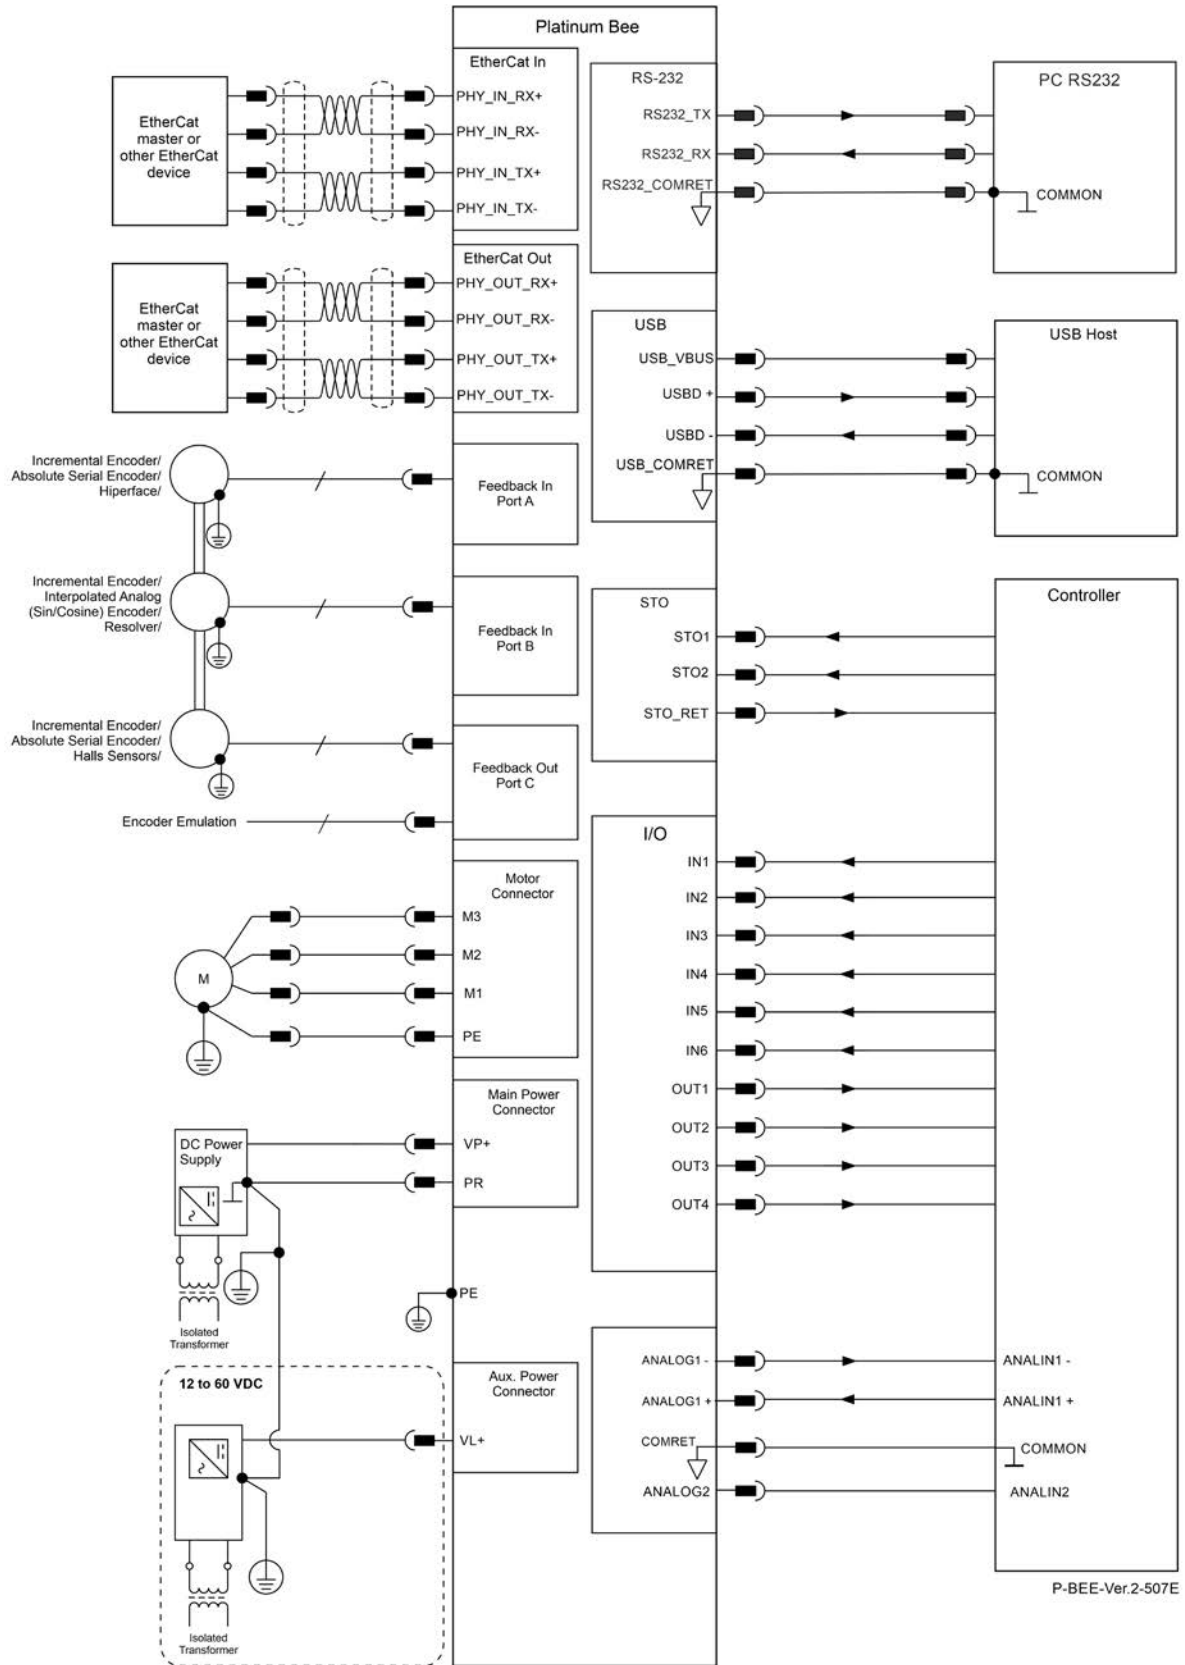 Platinum Bee
EtherCat In
EtherCat
master or
other EtherCat
device
PHY_IN_RX+
PHY_IN_RX-
PHY_IN_TX+
PHY_IN_TX-
EtherCat Out
EtherCat
master or
other EtherCat
device
PHY_OUT_RX+
PHY_OUT_RX-
PHY_OUT_TX+
PHY_OUT_TX-
Incremental Encoder/
Absolute Serial Encoder/
Hiperface/
Feedback In
Port A
Incremental Encoder/
Interpolated Analog
(Sin/Cosine) Encoder/
Resolver/
Feedback In
Port B
Incremental Encoder/
Absolute Serial Encoder/
Halls Sensors/
Feedback Out
Port C
Encoder Emulation
Motor
Connector
M
M3
M2
M1
PE
Main Power
Connector
DC Power
Supply
VP+
PR
Isolated
Transformer
PE
12 to 60 VDC
Aux. Power
Connector
VL+
Isolated
Transformer
RS-232
RS232_TX
RS232_RX
RS232_COMRET
PC RS232
COMMON
USB
USB_VBUS
USBD +
USBD -
USB_COMRET
USB Host
COMMON
STO
STO1
STO2
STO_RET
Controller
I/O
IN1
IN2
IN3
IN4
IN5
IN6
OUT1
OUT2
OUT3
OUT4
ANALOG1 -
ANALOG1 +
COMRET
ANALOG2
ANALIN1 -
ANALIN1 +
COMMON
ANALIN2
P-BEE-Ver.2-507E